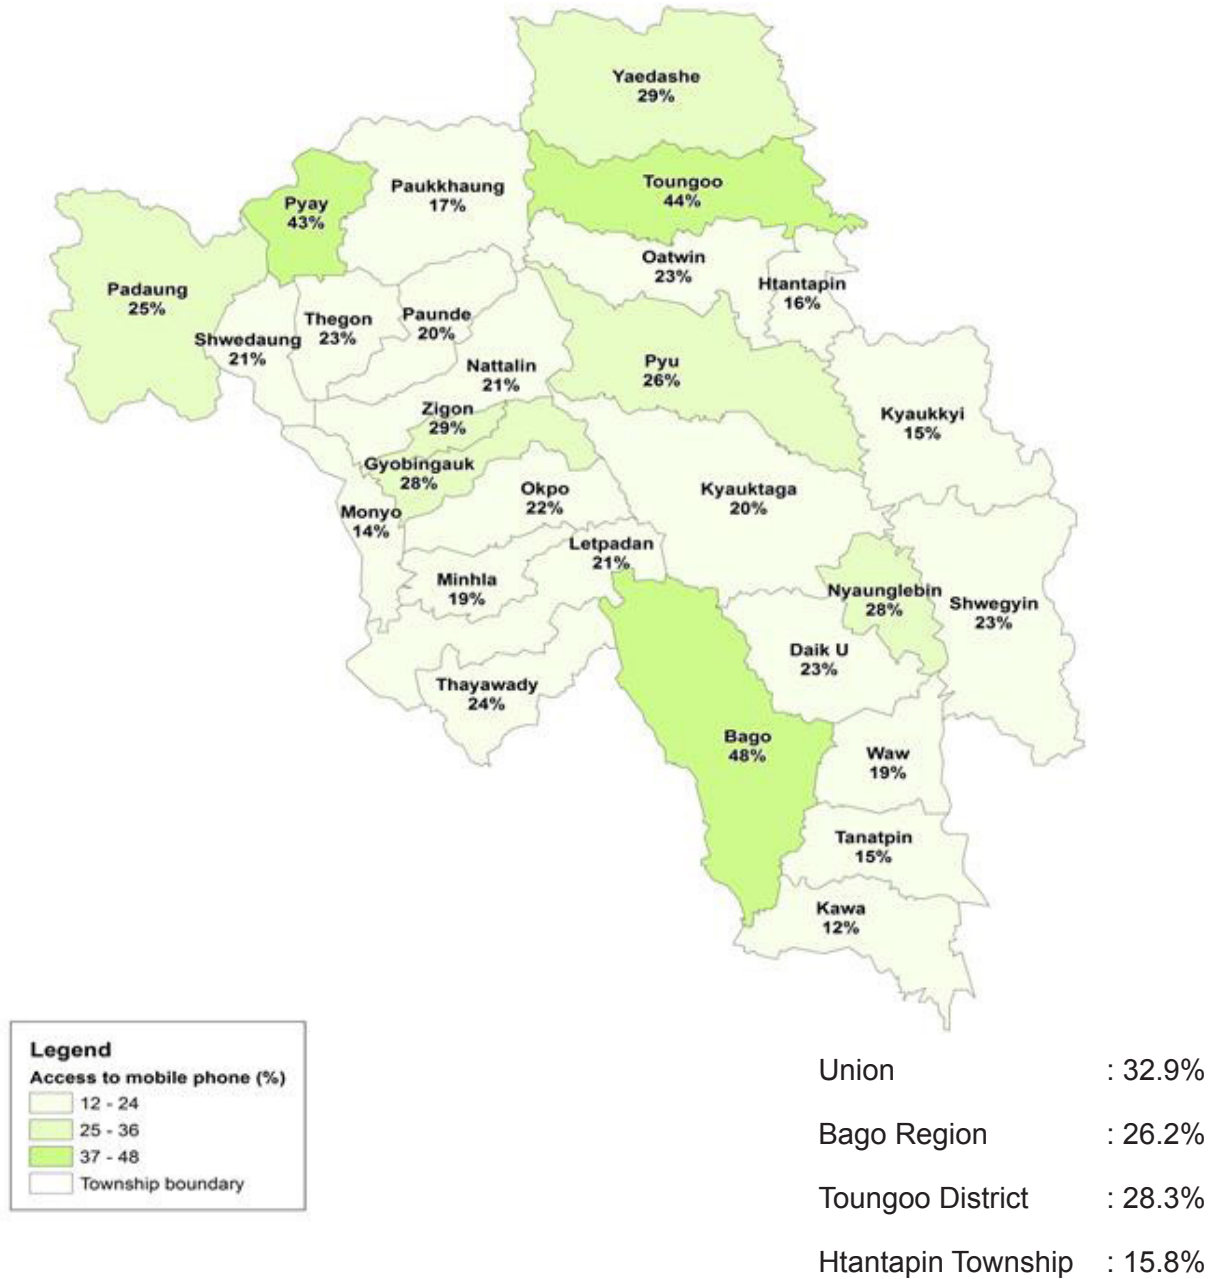 Yaedashe
29%
Toungoo
44%
Paukkhaung
17%
Pyay
43%
Oatwin
23%
Htantapin
16%
Padaung
25%
Shwedaung
21%
Thegon
23%
Paunde
20%
Nattalin
21%
Pyu
26%
Kyaukkyi
15%
Zigon
29%
Gyobingauk
28%
Okpo
22%
Kyauktaga
20%
Monyo
14%
Letpadan
21%
Minhla
19%
Nyaunglebin
28%
Shwegyin
23%
Daik U
23%
Thayawady
24%
Bago
48%
Waw
19%
Tanatpin
15%
Kawa
12%
Legend
Access to mobile phone (%)
12 - 24
25 - 36
37 - 48
Township boundary
Union : 32.9%
Bago Region : 26.2%
Toungoo District : 28.3%
Htantapin Township : 15.8%